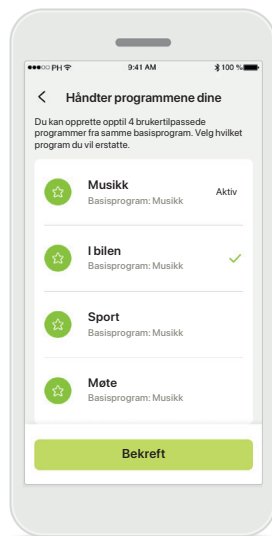 ●●●○○ PH 9:41 AM 100 %
Håndter programmene dine
Du kan opprette opptil 4 brukertilpassede
programmer fra samme basisprogram. Velg hvilket
program du vil erstatte.
Musikk
Aktiv
Basisprogram: Musikk
I bilen
Basisprogram: Musikk
Sport
Basisprogram: Musikk
Møte
Basisprogram: Musikk
Bekreft